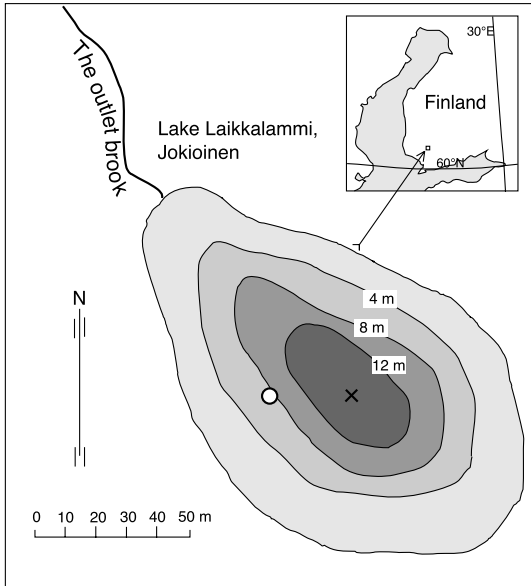 The outlet brook
Lake Laikkalammi,
Jokioinen
30°E
Finland
60°N
4 m
8 m
12 m
N
0 10 20 30 40 50 m